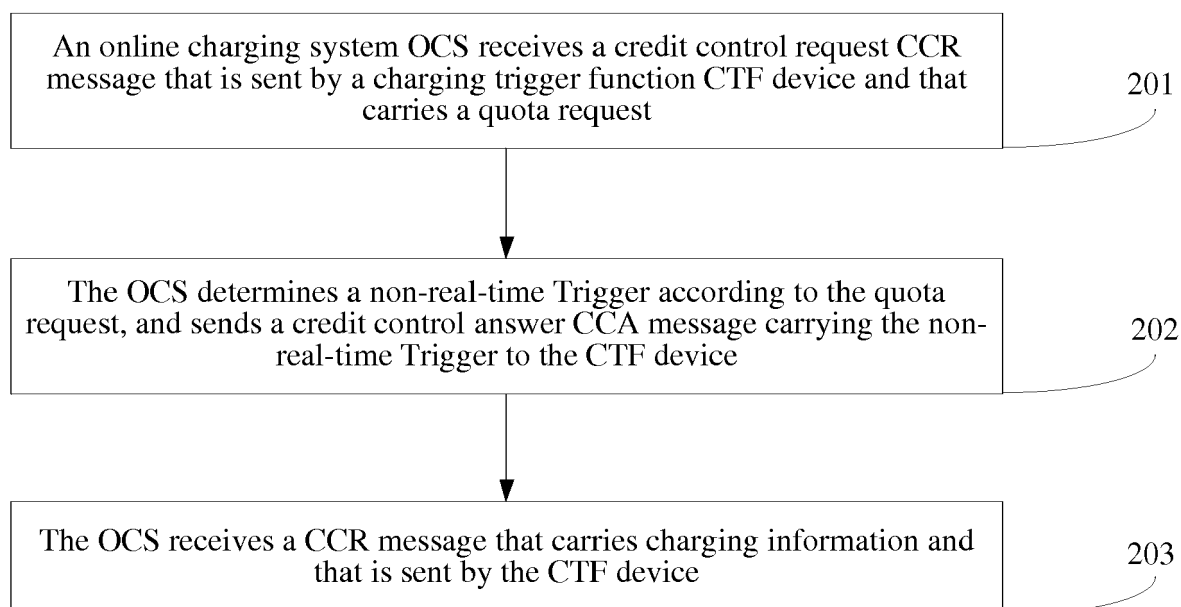 An online charging system OCS receives a credit control request CCR
message that is sent by a charging trigger function CTF device and that
carries a quota request
201
The OCS determines a non-real-time Trigger according to the quota
request, and sends a credit control answer CCA message carrying the non-
real-time Trigger to the CTF device
202
The OCS receives a CCR message that carries charging information and
that is sent by the CTF device
203